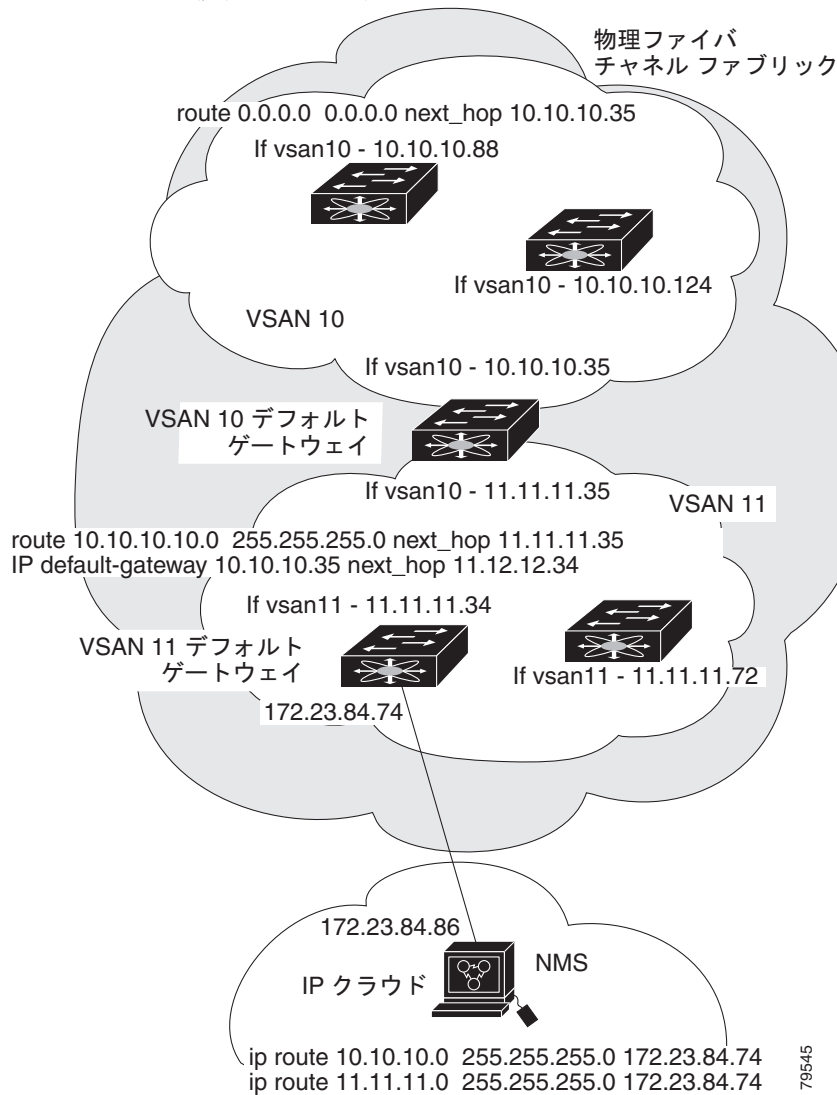 物理ファイバ
チャネル ファブリック
route 0.0.0.0 0.0.0.0 next_hop 10.10.10.35
If vsan10 - 10.10.10.88
If vsan10 - 10.10.10.124
VSAN 10
If vsan10 - 10.10.10.35
VSAN 10 デフォルト
ゲートウェイ
If vsan10 - 11.11.11.35
VSAN 11
route 10.10.10.10.0 255.255.255.0 next_hop 11.11.11.35
IP default-gateway 10.10.10.35 next_hop 11.12.12.34
If vsan11 - 11.11.11.34
VSAN 11 デフォルト
ゲートウェイ
If vsan11 - 11.11.11.72
172.23.84.74
172.23.84.86
NMS
IP クラウド
ip route 10.10.10.0 255.255.255.0 172.23.84.74
ip route 11.11.11.0 255.255.255.0 172.23.84.74
79545